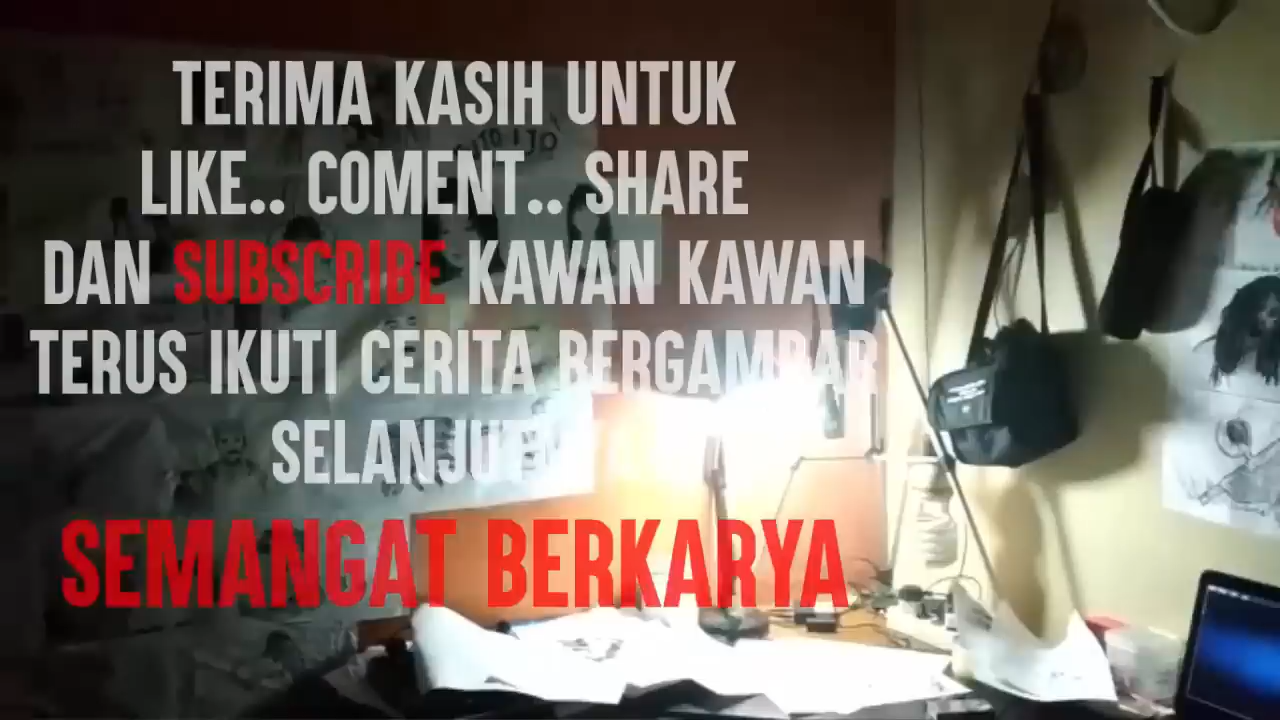 TERIMA KASIH UNTUK
LIKE.. COMENT.. SHARE
DAN SUBSCRIBE KAWAN KAWAN
TERUS IKUTI CERITA BERGAMBAR
SEMANGAT BERKARYA